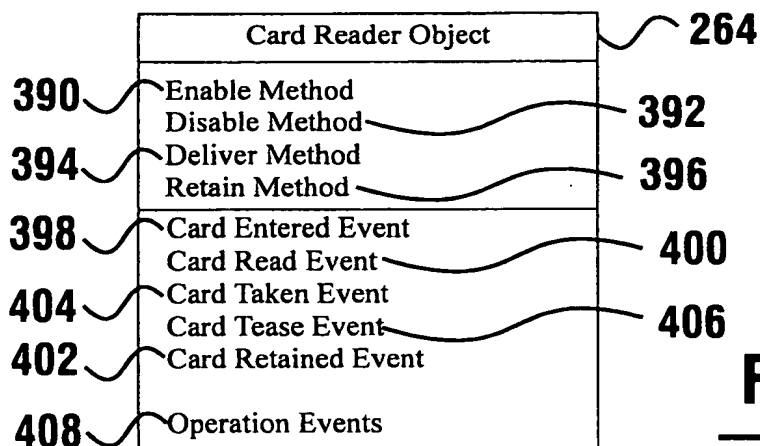 Card Reader Object 264
390 Enable Method
Disable Method 392
394 Deliver Method
Retain Method 396
398 Card Entered Event
Card Read Event 400
404 Card Taken Event
Card Tease Event 406
402 Card Retained Event
408 Operation Events